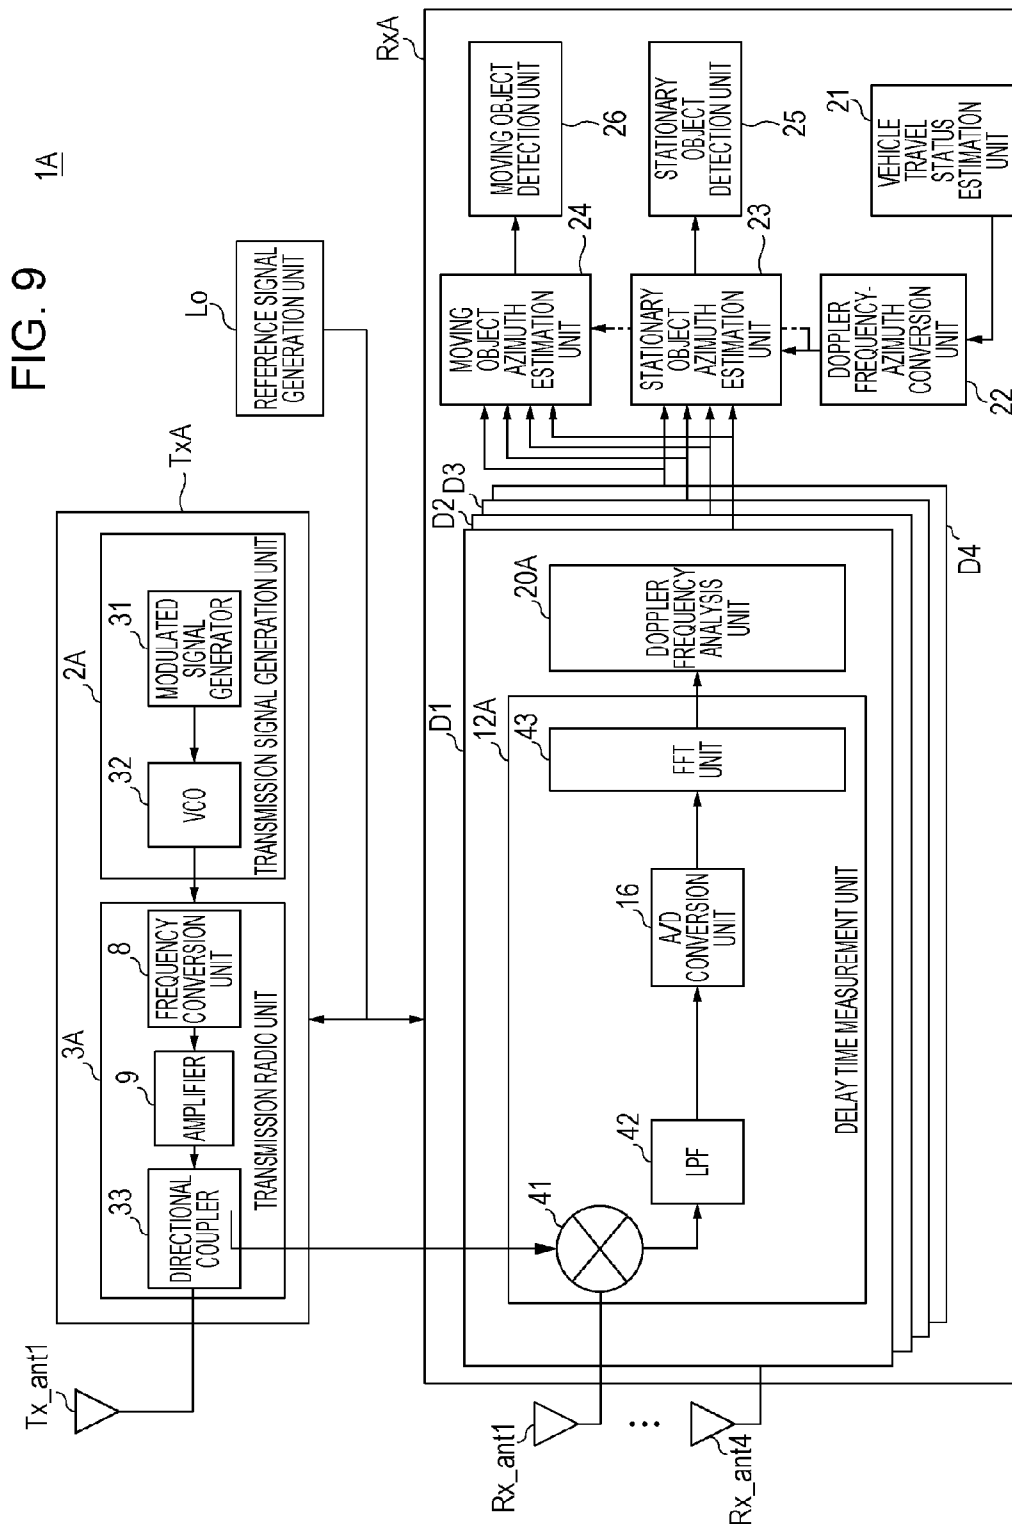 FIG. 9
1A
Lo
REFERENCE SIGNAL
GENERATION UNIT
TxA
2A
31
MODULATED
SIGNAL
GENERATOR
32
VCO
TRANSMISSION SIGNAL GENERATION UNIT
3A
8
FREQUENCY
CONVERSION
UNIT
9
AMPLIFIER
33
DIRECTIONAL
COUPLER
TRANSMISSION RADIO UNIT
Tx_ant1
RxA
MOVING OBJECT
DETECTION UNIT
26
STATIONARY
OBJECT
DETECTION UNIT
25
21
VEHICLE
TRAVEL
STATUS
ESTIMATION
UNIT
24
MOVING
OBJECT
AZIMUTH
ESTIMATION
UNIT
23
STATIONARY
OBJECT
AZIMUTH
ESTIMATION
UNIT
DOPPLER
FREQUENCY-
AZIMUTH
CONVERSION
UNIT
22
D1
D2
D3
D4
20A
DOPPLER
FREQUENCY
ANALYSIS
UNIT
12A
43
FFT
UNIT
16
A/D
CONVERSION
UNIT
42
LPF
41
DELAY TIME MEASUREMENT UNIT
Rx_ant1
...
Rx_ant4